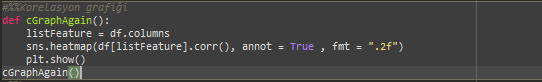 #%%Korelasyon grafiği
def cGraphAgain():
    listFeature = df.columns
    sns.heatmap(df[listFeature].corr(), annot = True , fmt = ".2f")
    plt.show()
cGraphAgain()